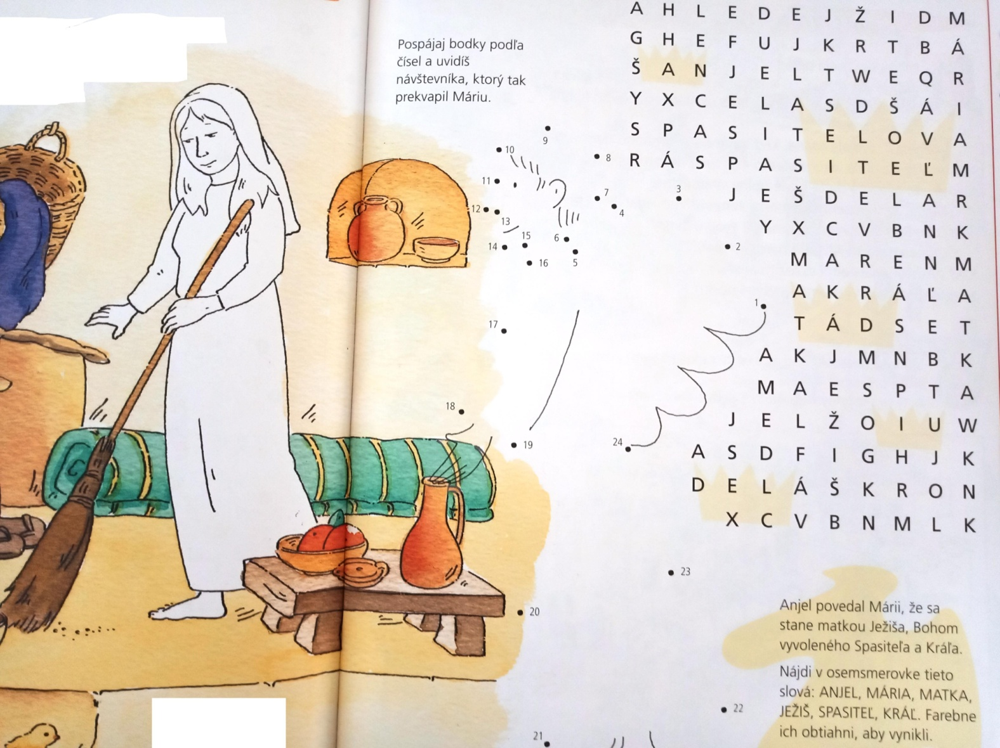 Pospájaj bodky podľa
čísel a uvidíš
návštevníka, ktorý tak
prekvapil Máriu.
A H L E D E J Ž I D M
G H E F U J K R T B Á
Š A N J E L T W E Q R
Y X C E L A S D Š Á I
S P A S I T E L O V A
R Á S P A S I T E Ľ M
J E Š D E L A R
Y X C V B N K
M A R E N M
A K R Á Ľ A
T Á D S E T
A K J M N B K
M A E S P T A
J E L Ž O I U W
A S D F I G H J K
D E L Á Š K R O N
X C V B N M L K
9
10
8
11
7
3
12
4
13
15
6
14
2
16
5
1
17
18
19
24
23
20
22
21
Anjel povedal Márii, že sa
stane matkou Ježiša, Bohom
vyvoleného Spasiteľa a Kráľa.
Nájdi v osemsmerovke tieto
slová: ANJEL, MÁRIA, MATKA,
JEŽIŠ, SPASITEĽ, KRÁĽ. Farebne
ich obtiahni, aby vynikli.